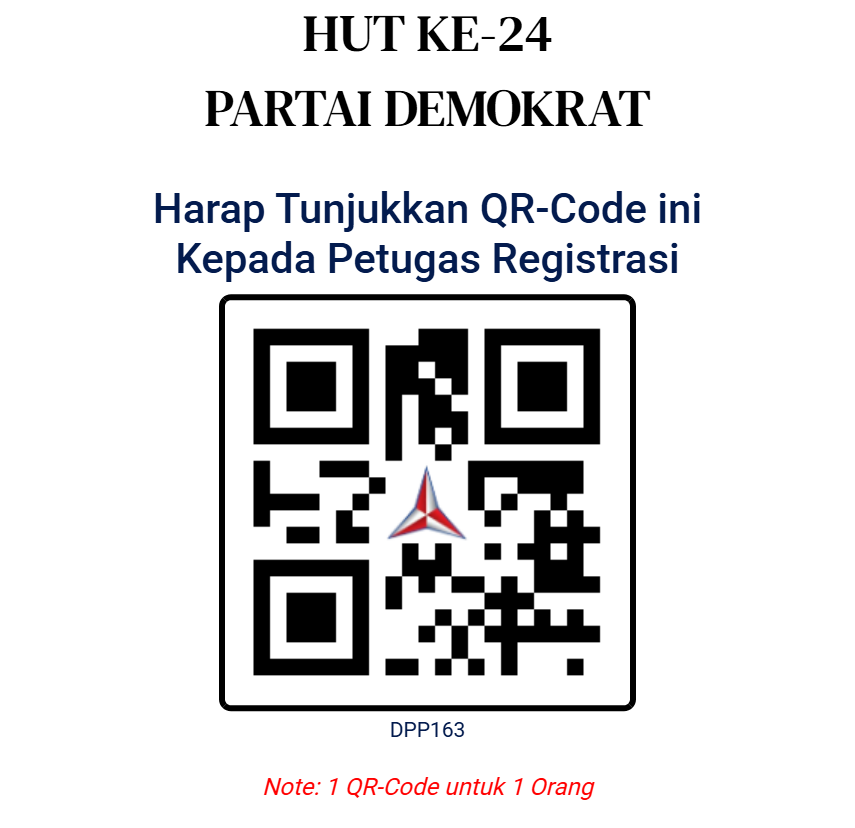 HUT KE-24
PARTAI DEMOKRAT
Harap Tunjukkan QR-Code ini
Kepada Petugas Registrasi
DPP163
Note: 1 QR-Code untuk 1 Orang